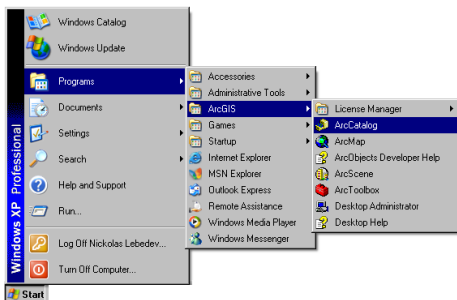 Windows Catalog
Windows Update
Programs
Documents
Settings
Search
Help and Support
Run...
Log Off Nickolas Lebedev...
Turn Off Computer...
Windows XP Professional
Start
Accessories
Administrative Tools
ArcGIS
Games
Startup
Internet Explorer
MSN Explorer
Outlook Express
Remote Assistance
Windows Media Player
Windows Messenger
License Manager
ArcCatalog
ArcMap
ArcObjects Developer Help
ArcScene
ArcToolbox
Desktop Administrator
Desktop Help